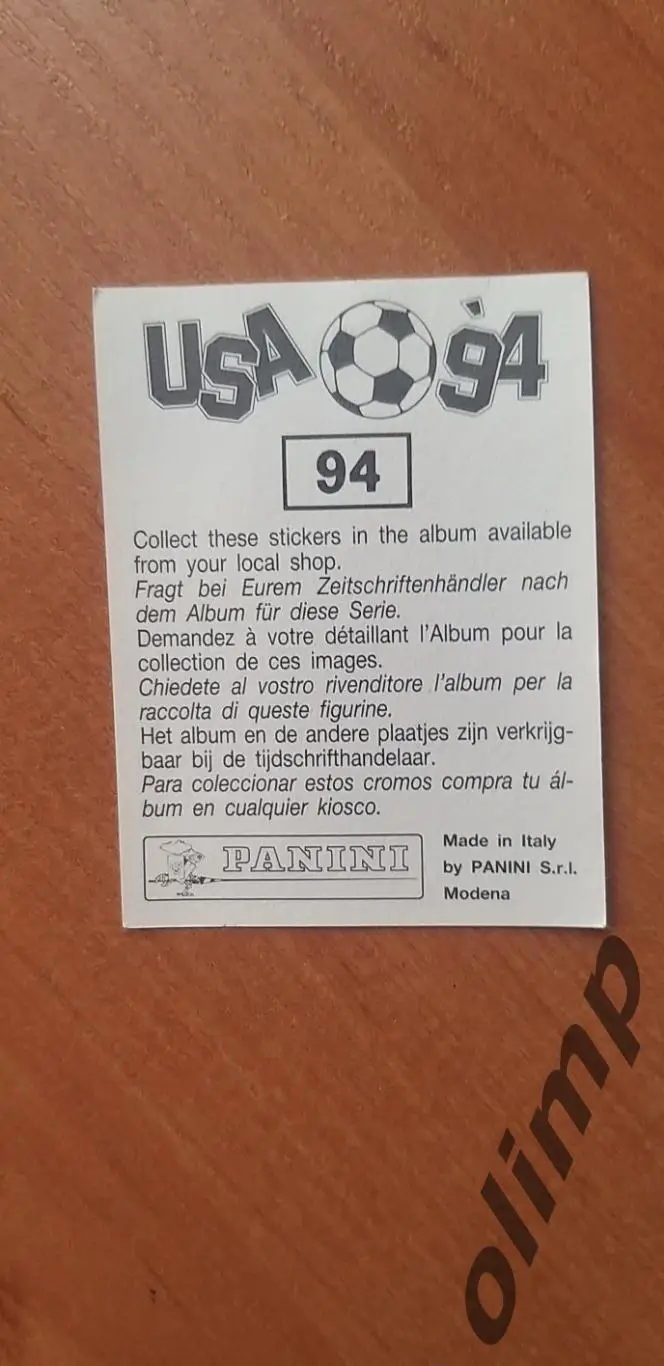 USA '94
94
Collect these stickers in the album available
from your local shop.
Fragt bei Eurem Zeitschriftenhändler nach
dem Album für diese Serie.
Demandez à votre détaillant l'Album pour la
collection de ces images.
Chiedete al vostro rivenditore l'album per la
raccolta di queste figurine.
Het album en de andere plaatjes zijn verkrijg-
baar bij de tijdschrifthandelaar.
Para coleccionar estos cromos compra tu ál-
bum en cualquier kiosco.
PANINI
Made in Italy
by PANINI S.r.l.
Modena
olimp